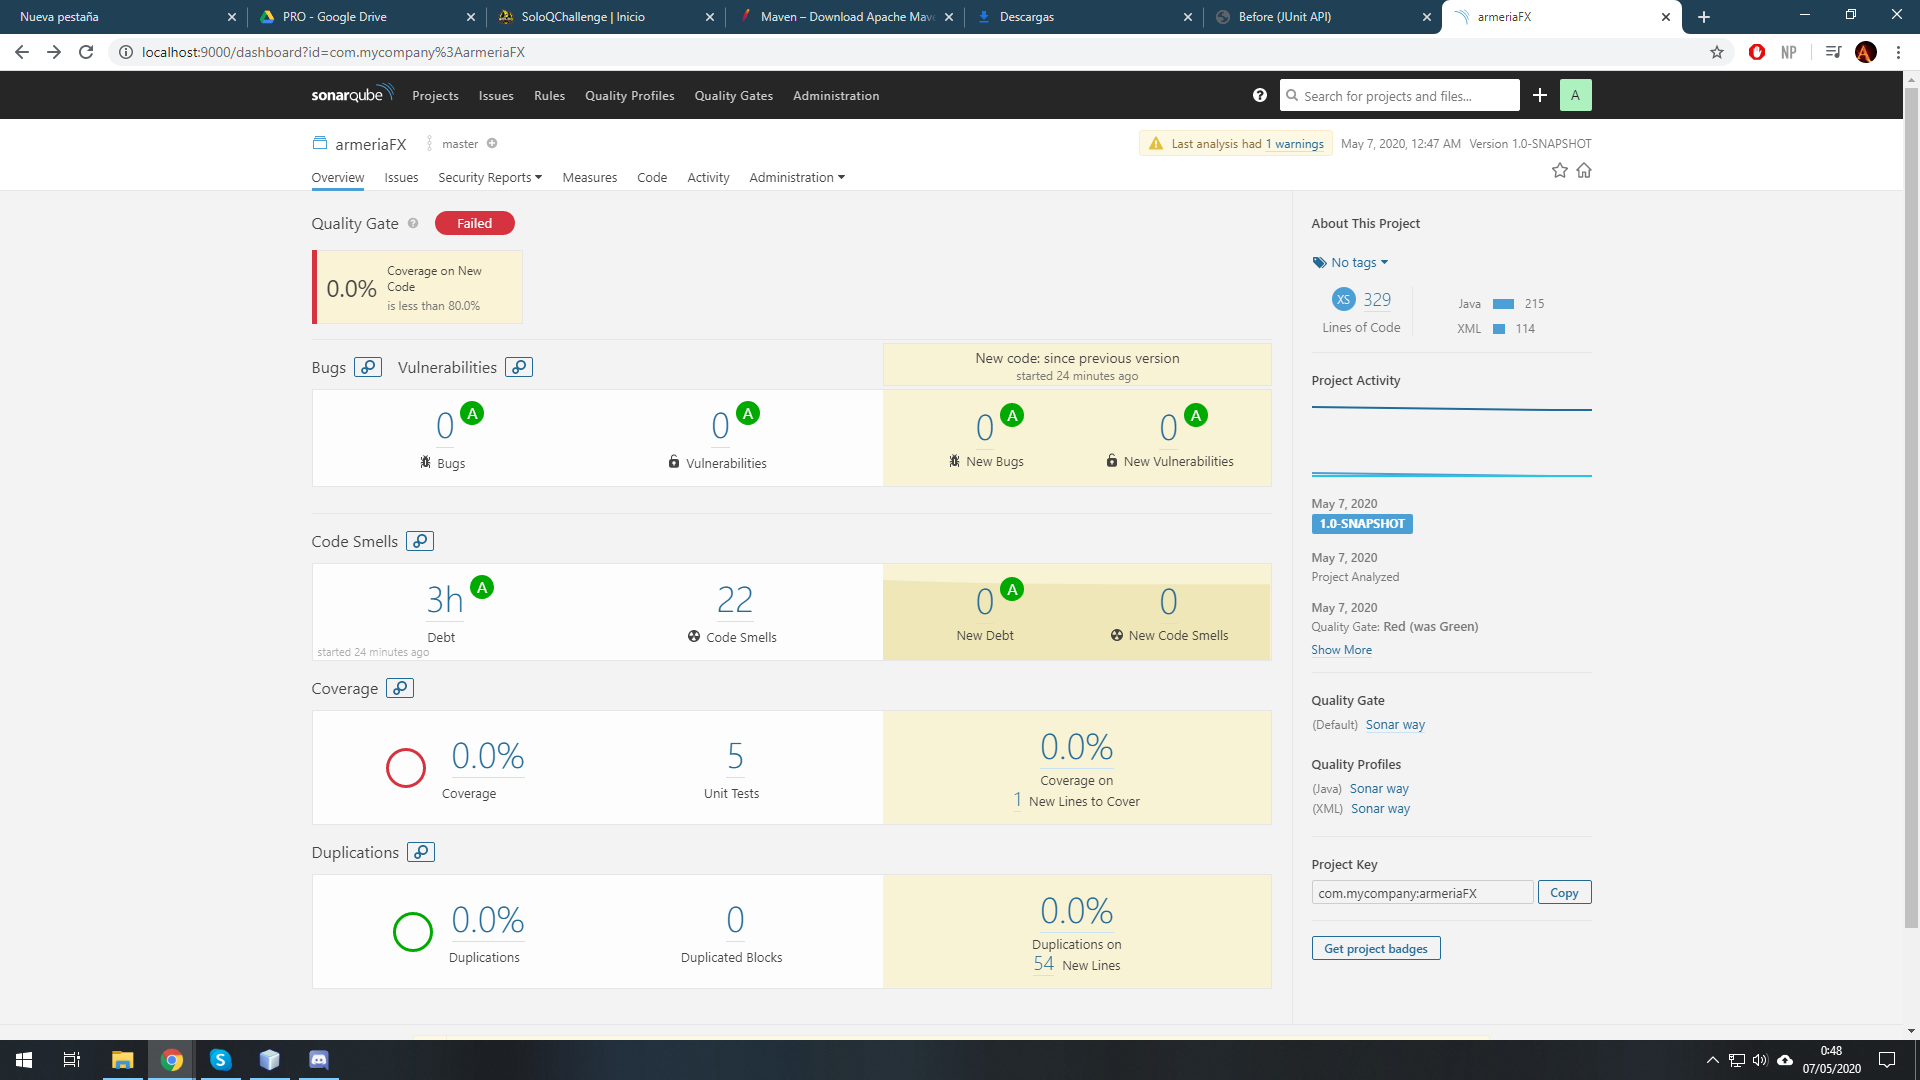 Nueva pestaña
PRO - Google Drive
SoloQChallenge | Inicio
Maven – Download Apache Mav
Descargas
Before (JUnit API)
armeriaFX
localhost:9000/dashboard?id=com.mycompany%3AarmeriaFX
NP
sonarqube Projects Issues Rules Quality Profiles Quality Gates Administration
Search for projects and files...
A
armeriaFX master
Last analysis had 1 warnings May 7, 2020, 12:47 AM Version 1.0-SNAPSHOT
Overview Issues Security Reports Measures Code Activity Administration
Quality Gate Failed
0.0% Coverage on New Code
is less than 80.0%
Bugs Vulnerabilities
New code: since previous version
started 24 minutes ago
0 A Bugs
0 A Vulnerabilities
0 A New Bugs
0 A New Vulnerabilities
Code Smells
3h A Debt
started 24 minutes ago
22 Code Smells
0 A New Debt
0 New Code Smells
Coverage
0.0% Coverage
5 Unit Tests
0.0%
Coverage on
1 New Lines to Cover
Duplications
0.0% Duplications
0 Duplicated Blocks
0.0%
Duplications on
54 New Lines
About This Project
No tags
XS 329
Lines of Code
Java 215
XML 114
Project Activity
May 7, 2020
1.0-SNAPSHOT
May 7, 2020
Project Analyzed
May 7, 2020
Quality Gate: Red (was Green)
Show More
Quality Gate
(Default) Sonar way
Quality Profiles
(Java) Sonar way
(XML) Sonar way
Project Key
com.mycompany:armeriaFX Copy
Get project badges
0:48
07/05/2020